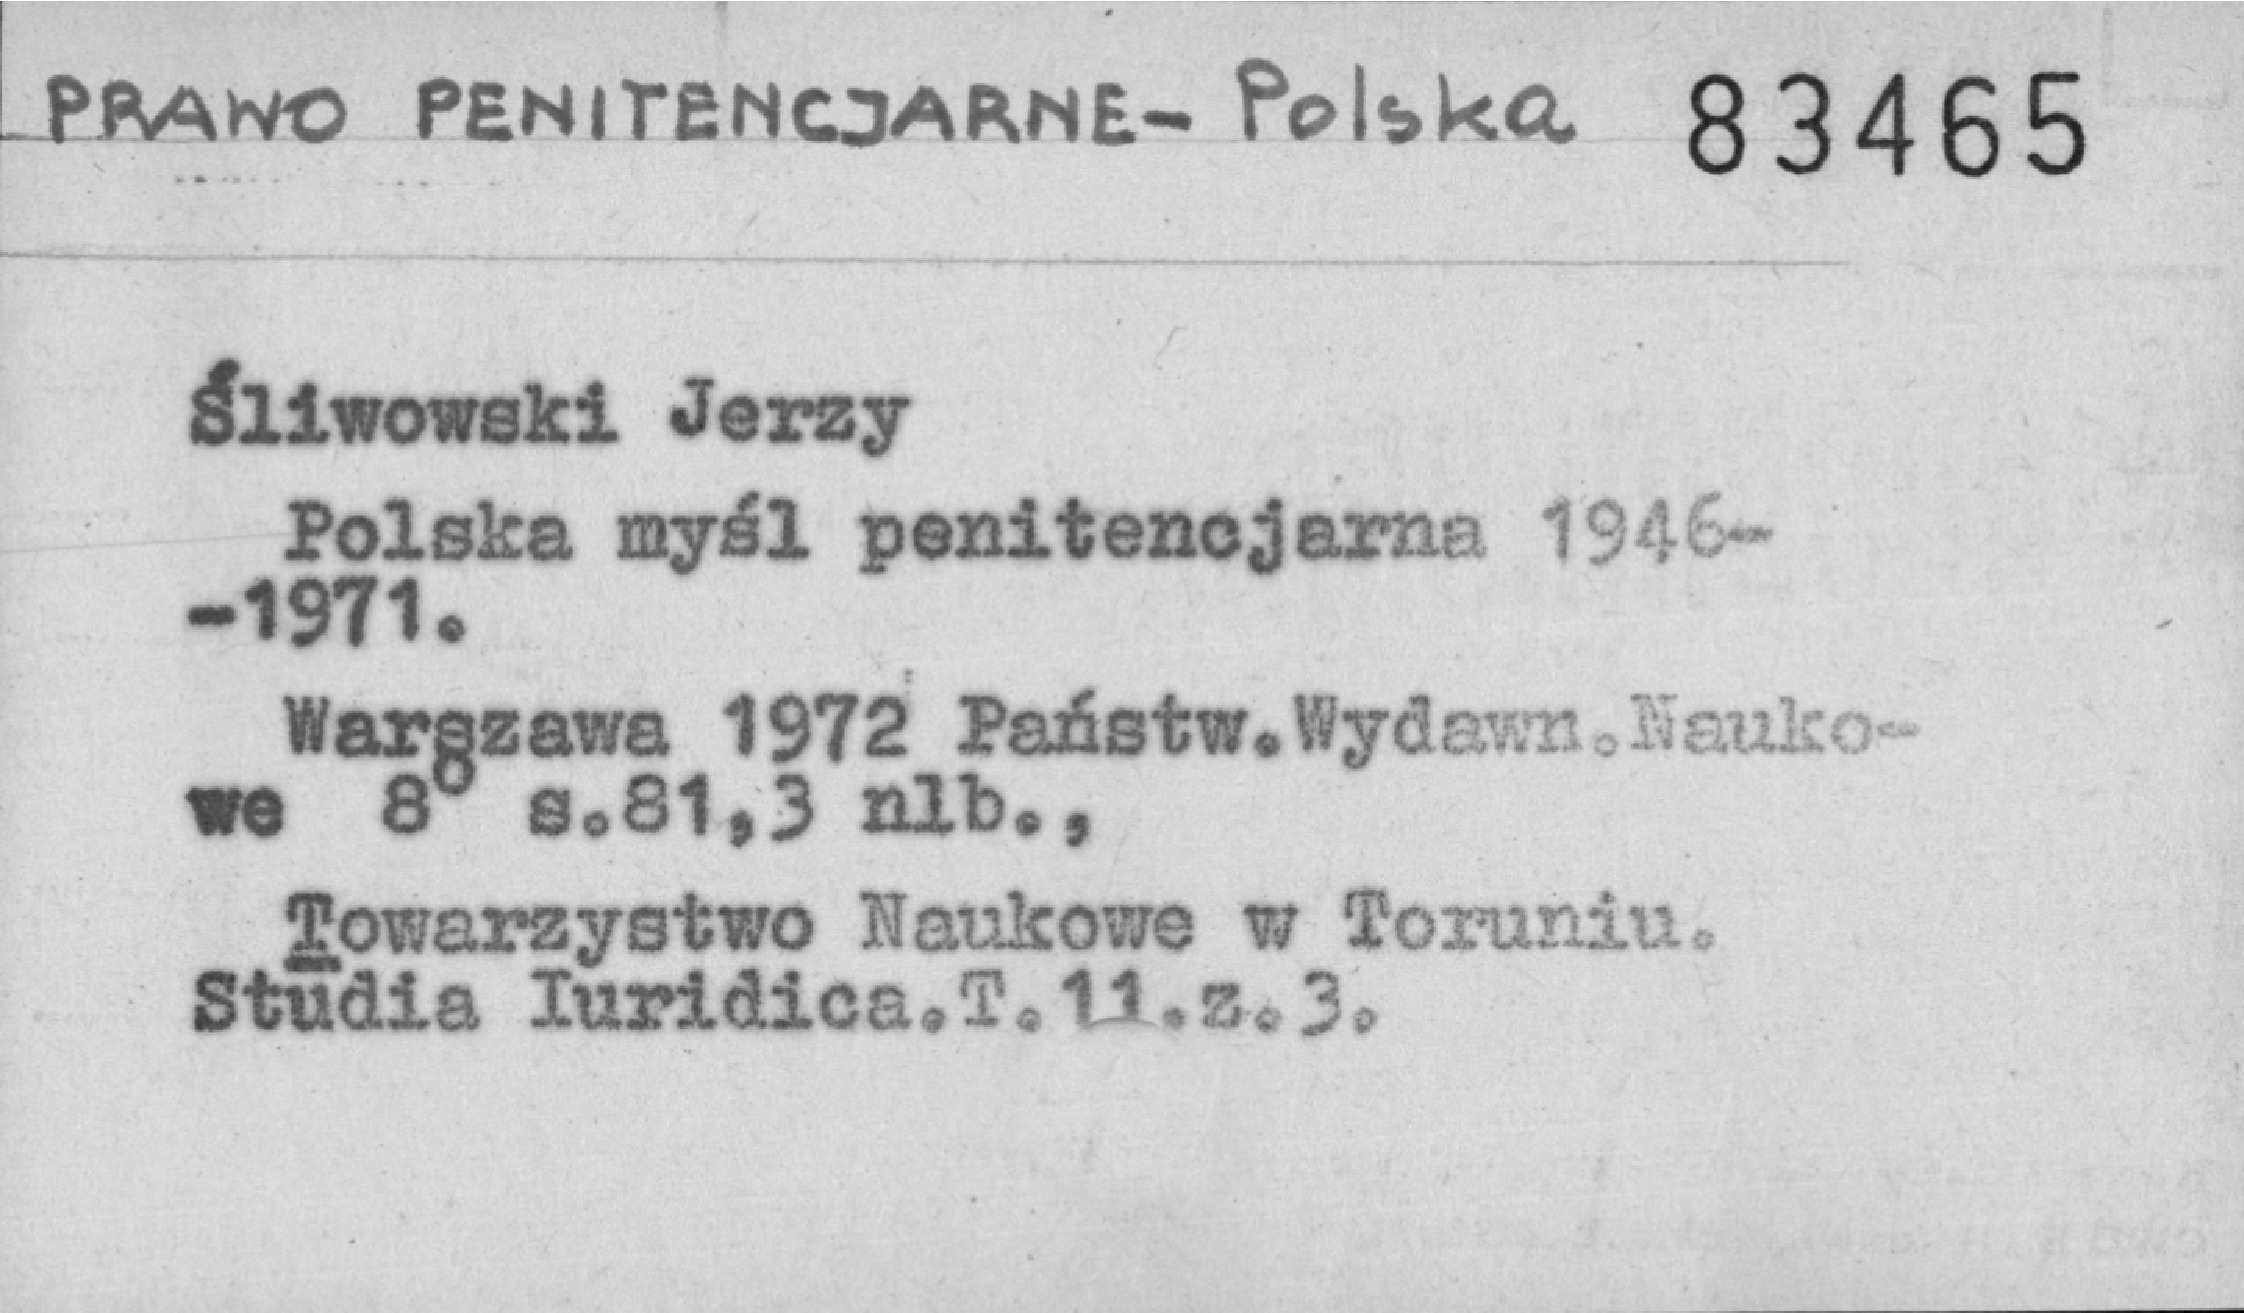 PRAWO PENITENCJARNE - Polska 83465
Śliwowski Jerzy
Polska myśl penitencjarna 1946-
-1971.
Warszawa 1972 Państw.Wydawn.Nauko-
we 8° s.81,3 nlb.,
Towarzystwo Naukowe w Toruniu.
Studia Iuridica.T.11.z.3.